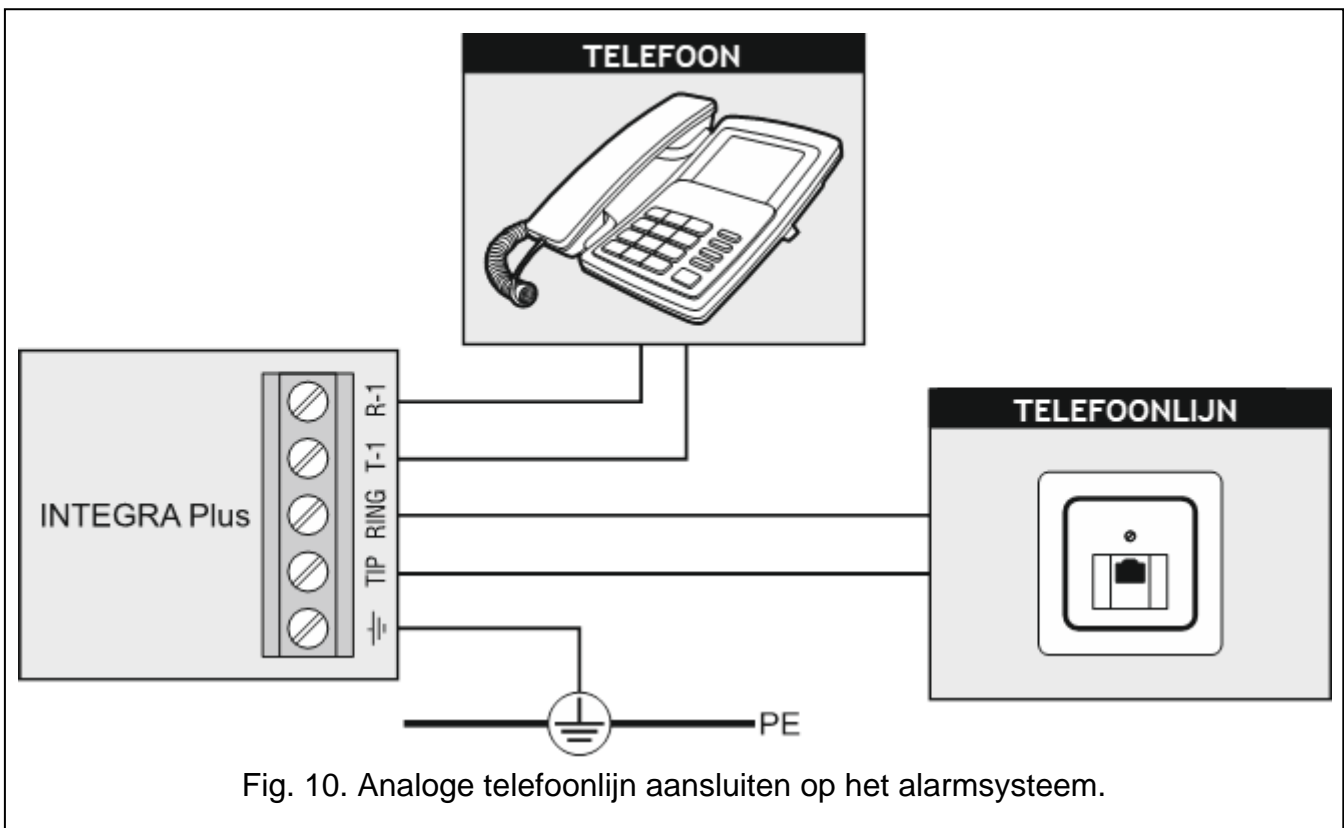 TELEFOON
INTEGRA Plus
R-1
T-1
RING
TIP
TELEFOONLIJN
PE
Fig. 10. Analoge telefoonlijn aansluiten op het alarmsysteem.